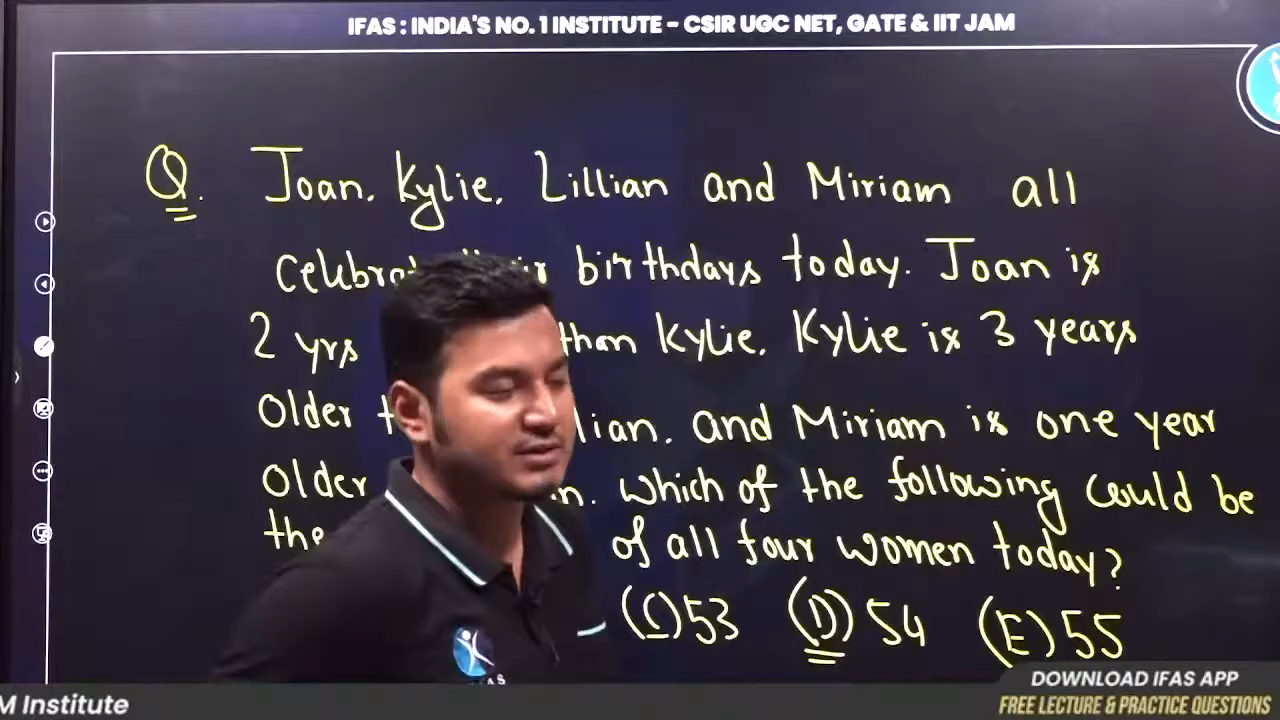 IFAS : INDIA'S NO. 1 INSTITUTE - CSIR UGC NET, GATE & IIT JAM
Q. Joan, Kylie, Lillian and Miriam all
birthdays today. Joan is
2 yrs than Kylie. Kylie is 3 years
Older and Miriam is one year
Older which of the following could be
the of all four women today?
(C) 53 (D) 54 (E) 55
DOWNLOAD IFAS APP
M Institute
FREE LECTURE & PRACTICE QUESTIONS